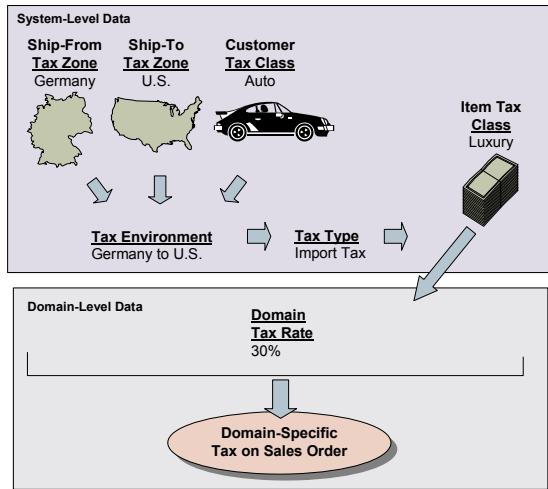 System-Level Data
Ship-From
Tax Zone
Germany
Ship-To
Tax Zone
U.S.
Customer
Tax Class
Auto
Item Tax
Class
Luxury
Tax Environment
Germany to U.S.
Tax Type
Import Tax
Domain-Level Data
Domain
Tax Rate
30%
Domain-Specific
Tax on Sales Order